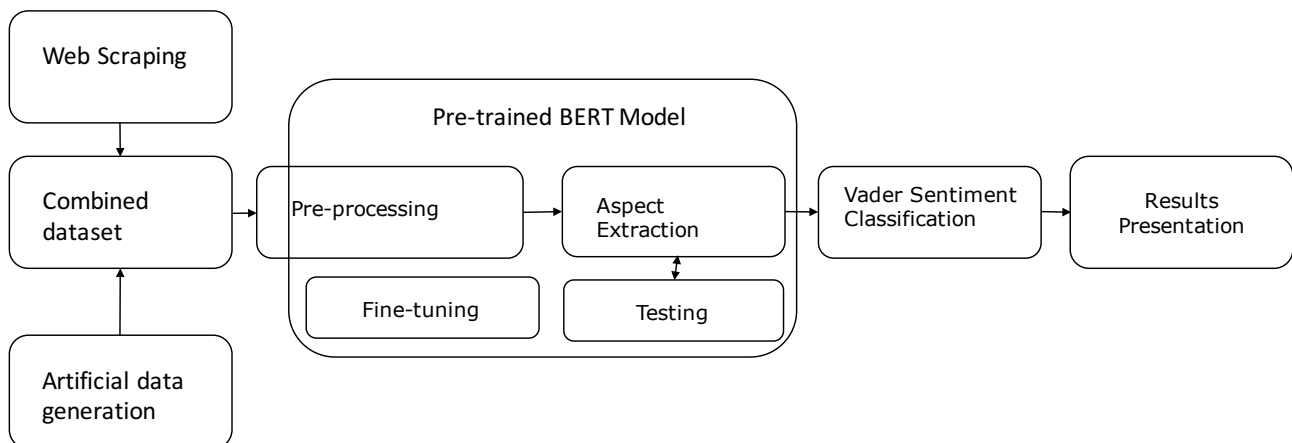 Web Scraping
Pre-trained BERT Model
Combined
dataset
Pre-processing
Aspect
Extraction
Vader Sentiment
Classification
Results
Presentation
Fine-tuning
Testing
Artificial data
generation